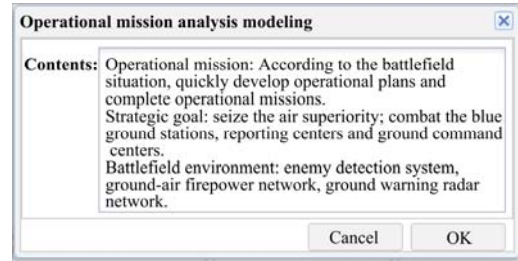 Operational mission analysis modeling
Contents: Operational mission: According to the battlefield
situation, quickly develop operational plans and
complete operational missions.
Strategic goal: seize the air superiority; combat the blue
ground stations, reporting centers and ground command
centers.
Battlefield environment: enemy detection system,
ground-air firepower network, ground warning radar
network.
Cancel OK